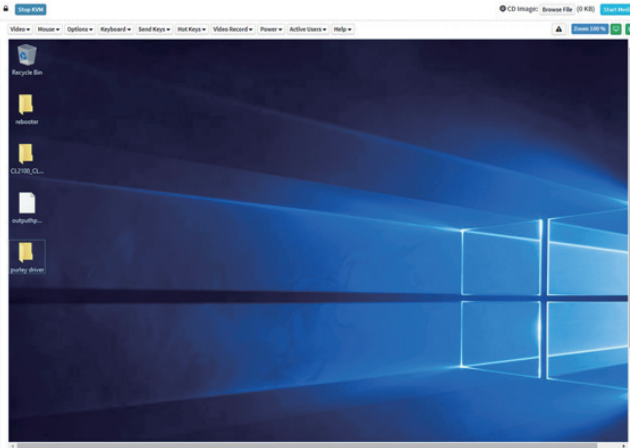 Stop KVM
CD Image: Browse File (0 KB) Start Medi
Video Mouse Options Keyboard Send Keys Hot Keys Video Record Power Active Users Help
Zoom 100 %
Recycle Bin
rebooter
CL2100_CL...
outputhp...
purley driver